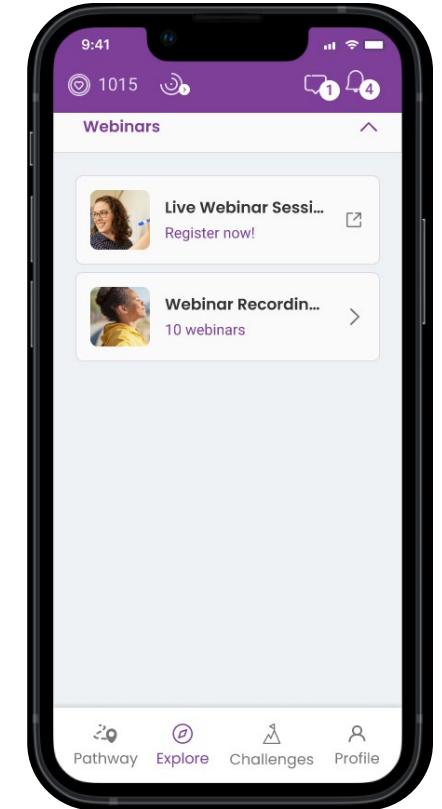 9:41
1015
1
4
Webinars
Live Webinar Sessi...
Register now!
Webinar Recordin...
10 webinars
Pathway Explore Challenges Profile